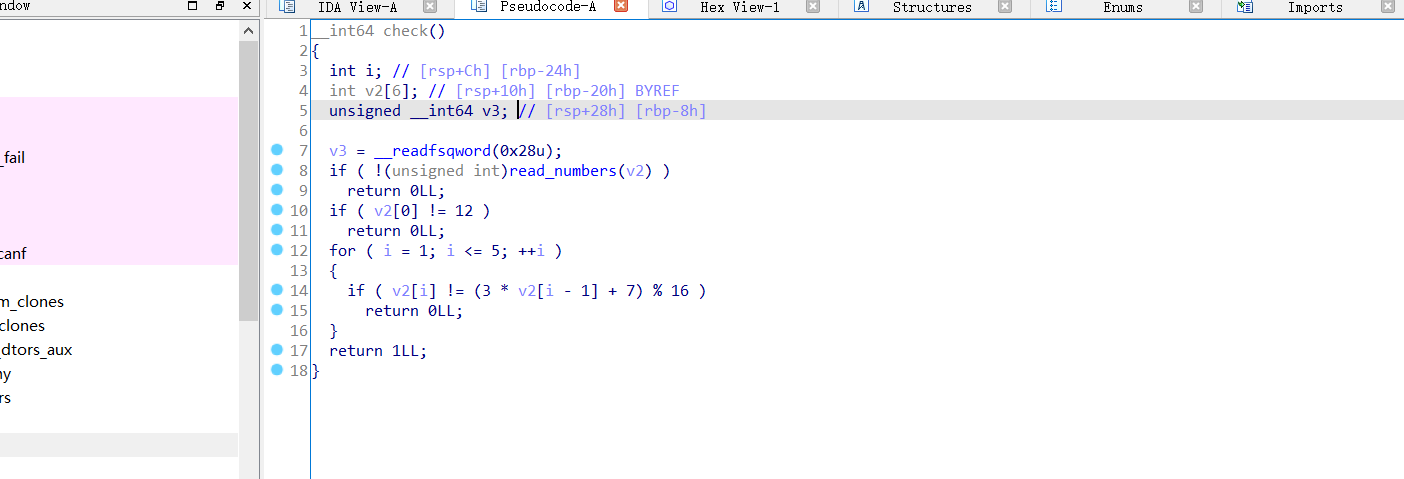 ndow
IDA View-A
Pseudocode-A
Hex View-1
Structures
Enums
Imports
_fail
canf
m_clones
clones
dtors_aux
ny
rs
1 __int64 check()
2 {
3 int i; // [rsp+Ch] [rbp-24h]
4 int v2[6]; // [rsp+10h] [rbp-20h] BYREF
5 unsigned __int64 v3; // [rsp+28h] [rbp-8h]
6
7 v3 = __readfsqword(0x28u);
8 if ( !(unsigned int)read_numbers(v2) )
9 return 0LL;
10 if ( v2[0] != 12 )
11 return 0LL;
12 for ( i = 1; i <= 5; ++i )
13 {
14 if ( v2[i] != (3 * v2[i - 1] + 7) % 16 )
15 return 0LL;
16 }
17 return 1LL;
18 }